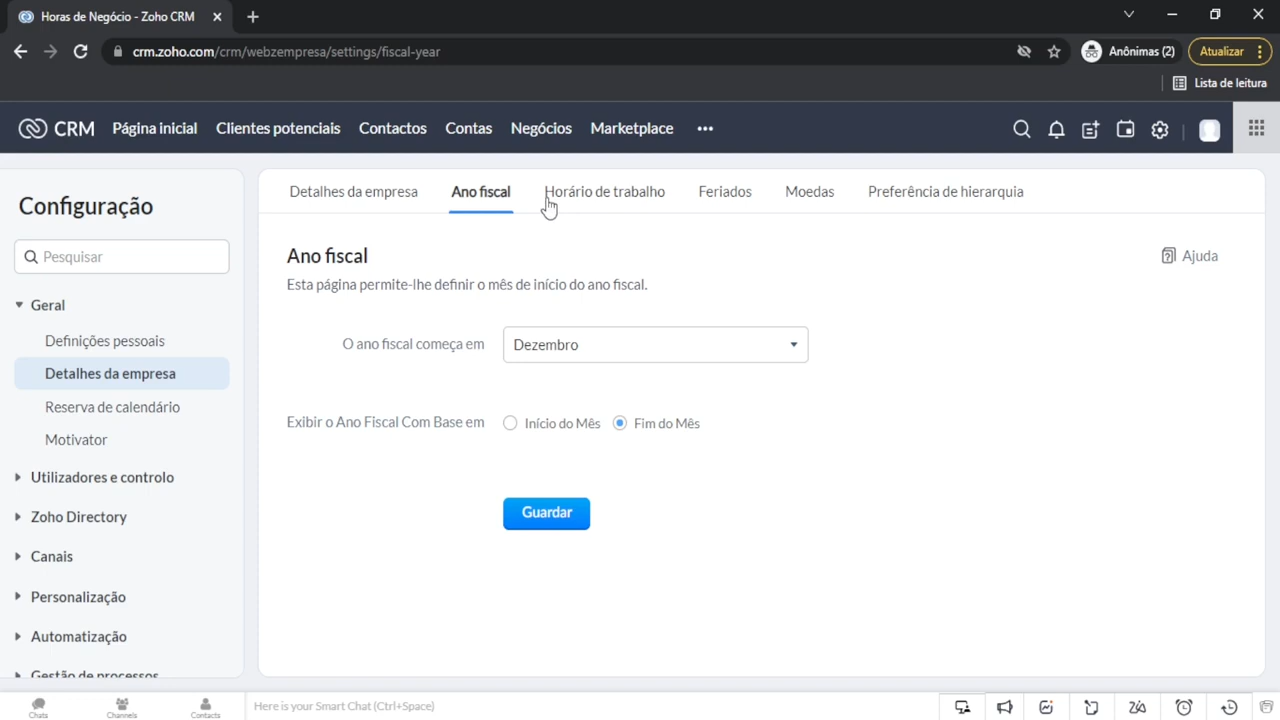 Horas de Negócio - Zoho CRM
crm.zoho.com/crm/webzempresa/settings/fiscal-year
Anônimas (2)
Atualizar
Lista de leitura
CRM
Página inicial
Clientes potenciais
Contactos
Contas
Negócios
Marketplace
Configuração
Pesquisar
Geral
Definições pessoais
Detalhes da empresa
Reserva de calendário
Motivator
Utilizadores e controlo
Zoho Directory
Canais
Personalização
Automatização
Gestão de processos
Detalhes da empresa
Ano fiscal
Horário de trabalho
Feriados
Moedas
Preferência de hierarquia
Ano fiscal
Ajuda
Esta página permite-lhe definir o mês de início do ano fiscal.
O ano fiscal começa em
Dezembro
Exibir o Ano Fiscal Com Base em
Início do Mês
Fim do Mês
Guardar
Chats
Channels
Contacts
Here is your Smart Chat (Ctrl+Space)